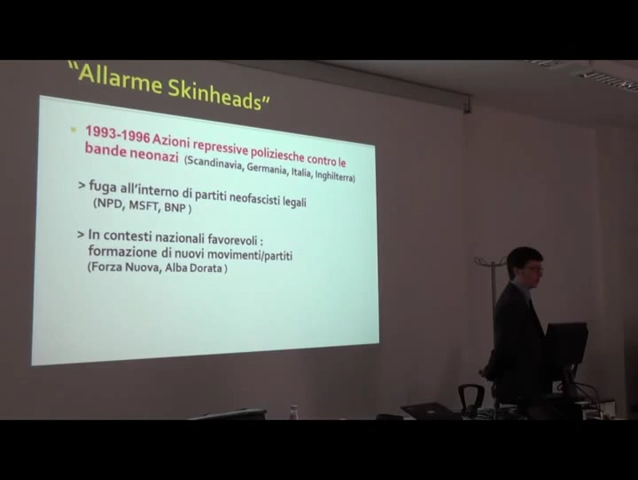 "Allarme Skinheads"
1993-1996 Azioni repressive poliziesche contro le
bande neonazi (Scandinavia, Germania, Italia, Inghilterra)
> fuga all'interno di partiti neofascisti legali
(NPD, MSFT, BNP )
> In contesti nazionali favorevoli :
formazione di nuovi movimenti/partiti
(Forza Nuova, Alba Dorata )